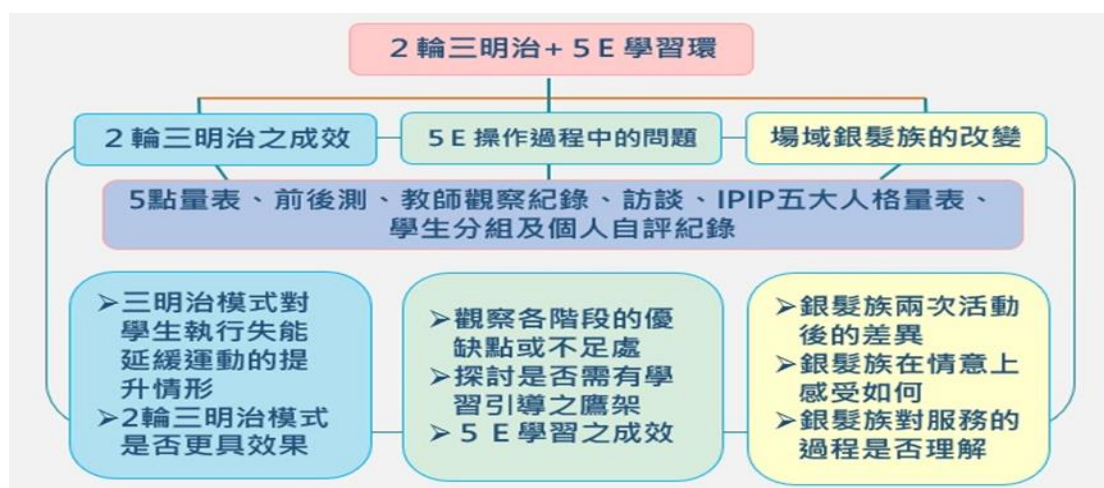 2輪三明治+5E學習環
2輪三明治之成效
5E操作過程中的問題
場域銀髮族的改變
5點量表、前後測、教師觀察紀錄、訪談、IPIP五大人格量表、
學生分組及個人自評紀錄
➢三明治模式對
學生執行失能
延緩運動的提
升情形
➢2輪三明治模式
是否更具效果
➢觀察各階段的優
缺點或不足處
➢探討是否需有學
習引導之鷹架
➢5E學習之成效
➢銀髮族兩次活動
後的差異
➢銀髮族在情意上
感受如何
➢銀髮族對服務的
過程是否理解